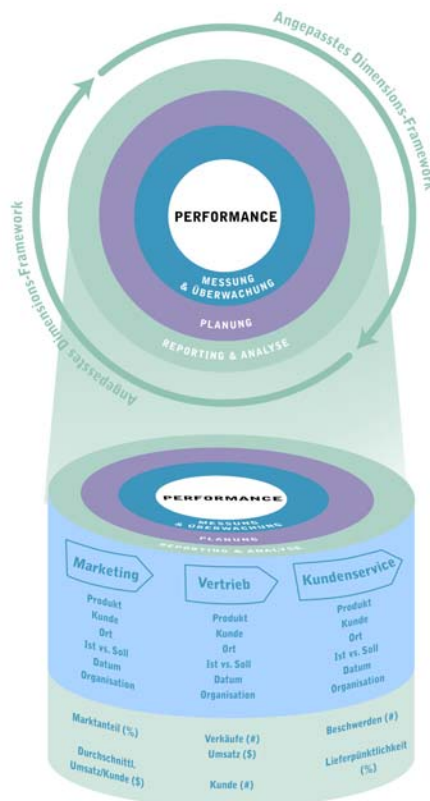 Angepasstes Dimensions-Framework
Angepasstes Dimensions-Framework
PERFORMANCE
MESSUNG
& ÜBERWACHUNG
PLANUNG
REPORTING & ANALYSE
PERFORMANCE
MESSUNG
& ÜBERWACHUNG
PLANUNG
REPORTING & ANALYSE
Marketing
Produkt
Kunde
Ort
Ist vs. Soll
Datum
Organisation
Vertrieb
Produkt
Kunde
Ort
Ist vs. Soll
Datum
Organisation
Kundenservice
Produkt
Kunde
Ort
Ist vs. Soll
Datum
Organisation
Marktanteil (%)
Durchschnittl.
Umsatz/Kunde ($)
Verkäufe (#)
Umsatz ($)
Kunde (#)
Beschwerden (#)
Lieferpünktlichkeit
(%)